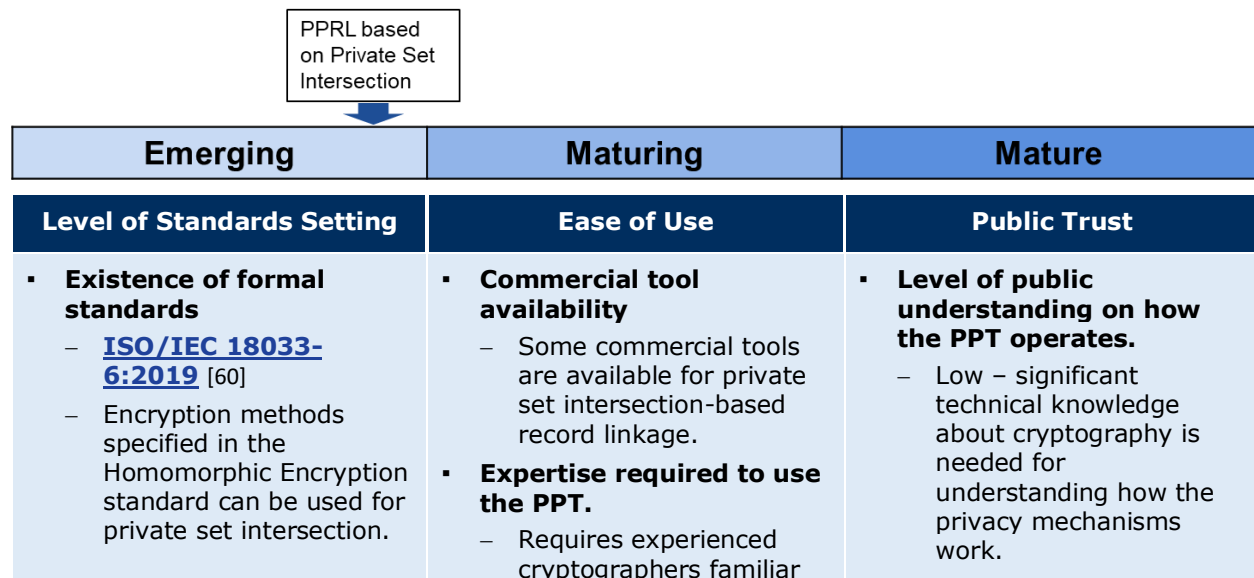 PPRL based
on Private Set
Intersection
Emerging
Maturing
Mature
Level of Standards Setting
Ease of Use
Public Trust
▪ Existence of formal
standards
– ISO/IEC 18033-
6:2019 [60]
– Encryption methods
specified in the
Homomorphic Encryption
standard can be used for
private set intersection.
▪ Commercial tool
availability
– Some commercial tools
are available for private
set intersection-based
record linkage.
▪ Expertise required to use
the PPT.
– Requires experienced
cryptographers familiar
▪ Level of public
understanding on how
the PPT operates.
– Low – significant
technical knowledge
about cryptography is
needed for
understanding how the
privacy mechanisms
work.